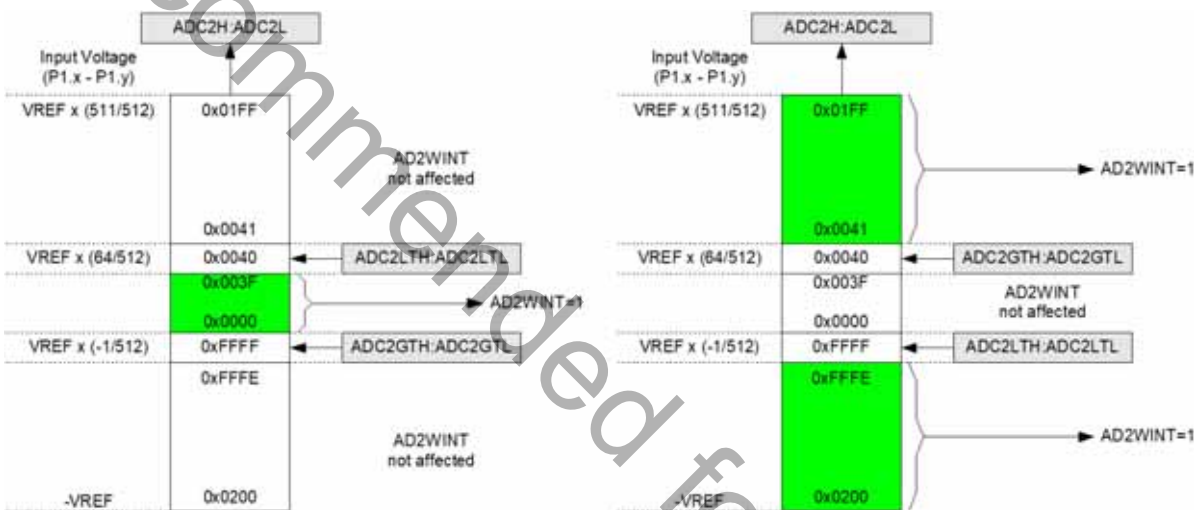 ADC2H:ADC2L
Input Voltage
(P1.x - P1.y)
VREF x (511/512)
0x01FF
AD2WINT
not affected
0x0041
VREF x (64/512)
0x0040
ADC2LTH:ADC2LTL
0x003F
AD2WINT=1
0x0000
VREF x (-1/512)
0xFFFF
ADC2GTH:ADC2GTL
0xFFFE
AD2WINT
not affected
-VREF
0x0200
ADC2H:ADC2L
Input Voltage
(P1.x - P1.y)
VREF x (511/512)
0x01FF
AD2WINT=1
0x0041
VREF x (64/512)
0x0040
ADC2GTH:ADC2GTL
0x003F
AD2WINT
not affected
0x0000
VREF x (-1/512)
0xFFFF
ADC2LTH:ADC2LTL
0xFFFE
AD2WINT=1
-VREF
0x0200
commended fo